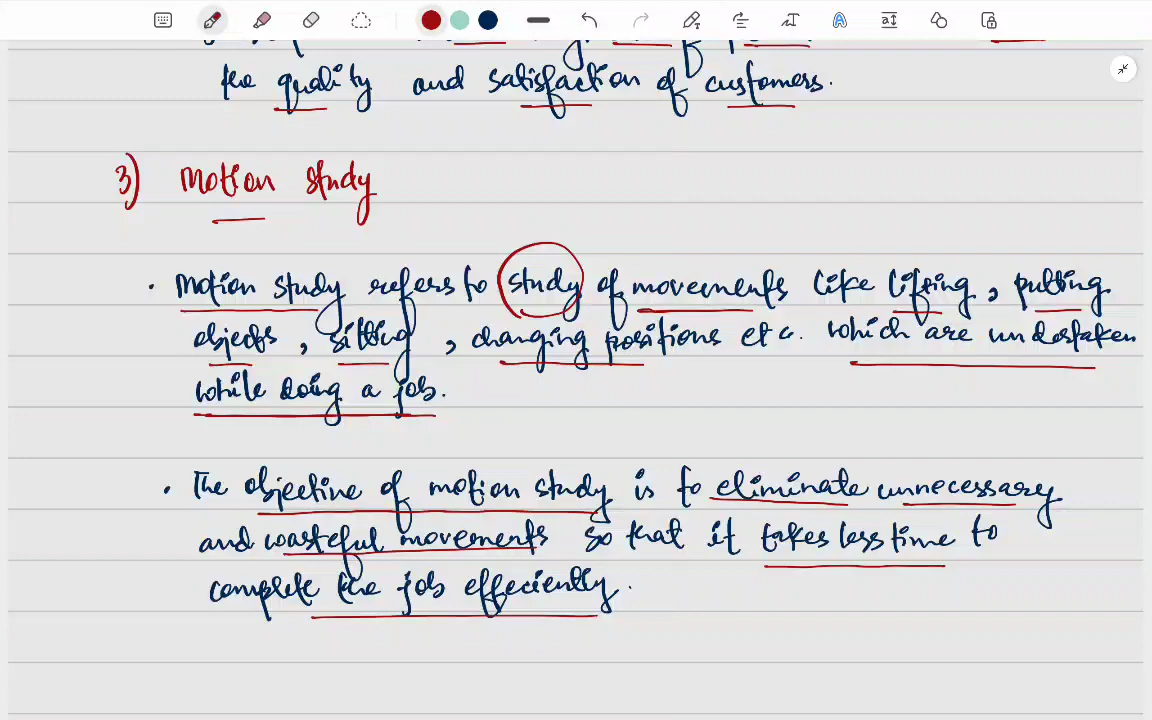 the quality and satisfaction of customers.
3) Motion study
. Motion study refers to study of movements like lifting, putting
objects, sitting, changing positions etc. which are undertaken
while doing a job.
. The objective of motion study is to eliminate unnecessary
and wasteful movements so that it takes less time to
complete the job effeciently.